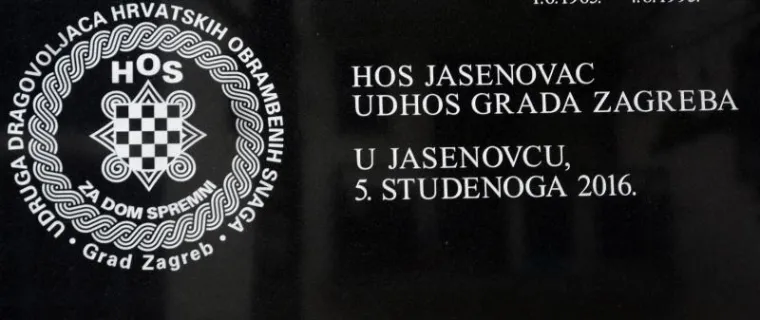 UDRUGA DRAGOVOLJACA HRVATSKIH OBRAMBENIH SNAGA
• Grad Zagreb •
HOS
ZA DOM SPREMNI
HOS JASENOVAC
UDHOS GRADA ZAGREBA
U JASENOVCU,
5. STUDENOGA 2016.